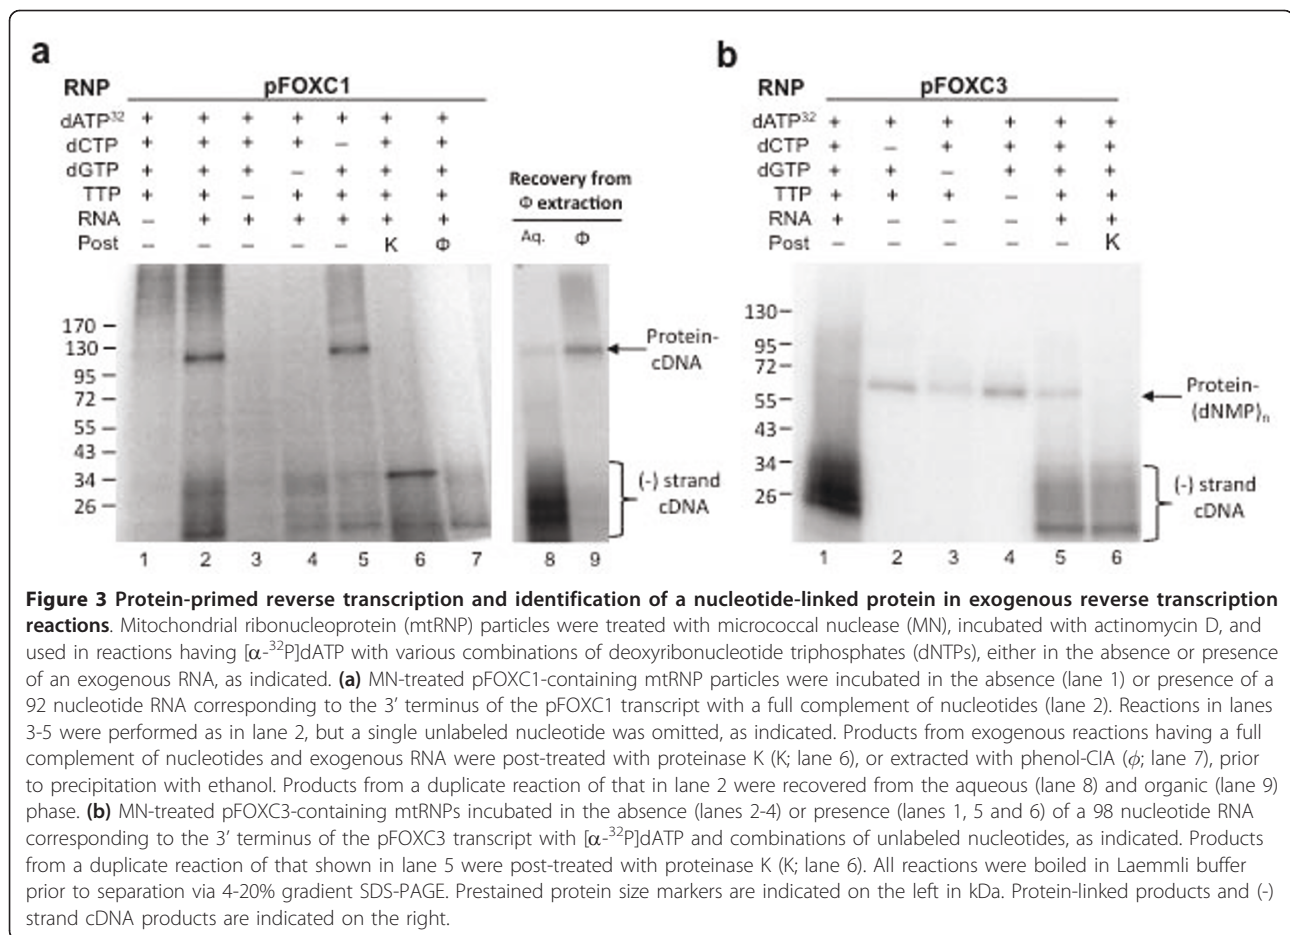 a
RNP pFOXC1
dATP³² + + + + + + +
dCTP + + + + – + +
dGTP + + + – + + +
TTP + + – + + + +
RNA – + + + + + +
Post – – – – – K Φ
Recovery from
Φ extraction
Aq. Φ
170
130
95
72
55
43
34
26
Protein-
cDNA
(-) strand
cDNA
1 2 3 4 5 6 7 8 9
b
RNP pFOXC3
dATP³² + + + + + +
dCTP + – + + + +
dGTP + + – + + +
TTP + + + – + +
RNA + – – – + +
Post – – – – – K
130
95
72
55
43
34
26
Protein-
(dNMP)ₙ
(-) strand
cDNA
1 2 3 4 5 6
Figure 3 Protein-primed reverse transcription and identification of a nucleotide-linked protein in exogenous reverse transcription
reactions. Mitochondrial ribonucleoprotein (mtRNP) particles were treated with micrococcal nuclease (MN), incubated with actinomycin D, and
used in reactions having [α-³²P]dATP with various combinations of deoxyribonucleotide triphosphates (dNTPs), either in the absence or presence
of an exogenous RNA, as indicated. (a) MN-treated pFOXC1-containing mtRNP particles were incubated in the absence (lane 1) or presence of a
92 nucleotide RNA corresponding to the 3' terminus of the pFOXC1 transcript with a full complement of nucleotides (lane 2). Reactions in lanes
3-5 were performed as in lane 2, but a single unlabeled nucleotide was omitted, as indicated. Products from exogenous reactions having a full
complement of nucleotides and exogenous RNA were post-treated with proteinase K (K; lane 6), or extracted with phenol-CIA (ϕ; lane 7), prior
to precipitation with ethanol. Products from a duplicate reaction of that in lane 2 were recovered from the aqueous (lane 8) and organic (lane 9)
phase. (b) MN-treated pFOXC3-containing mtRNPs incubated in the absence (lanes 2-4) or presence (lanes 1, 5 and 6) of a 98 nucleotide RNA
corresponding to the 3' terminus of the pFOXC3 transcript with [α-³²P]dATP and combinations of unlabeled nucleotides, as indicated. Products
from a duplicate reaction of that shown in lane 5 were post-treated with proteinase K (K; lane 6). All reactions were boiled in Laemmli buffer
prior to separation via 4-20% gradient SDS-PAGE. Prestained protein size markers are indicated on the left in kDa. Protein-linked products and (-)
strand cDNA products are indicated on the right.